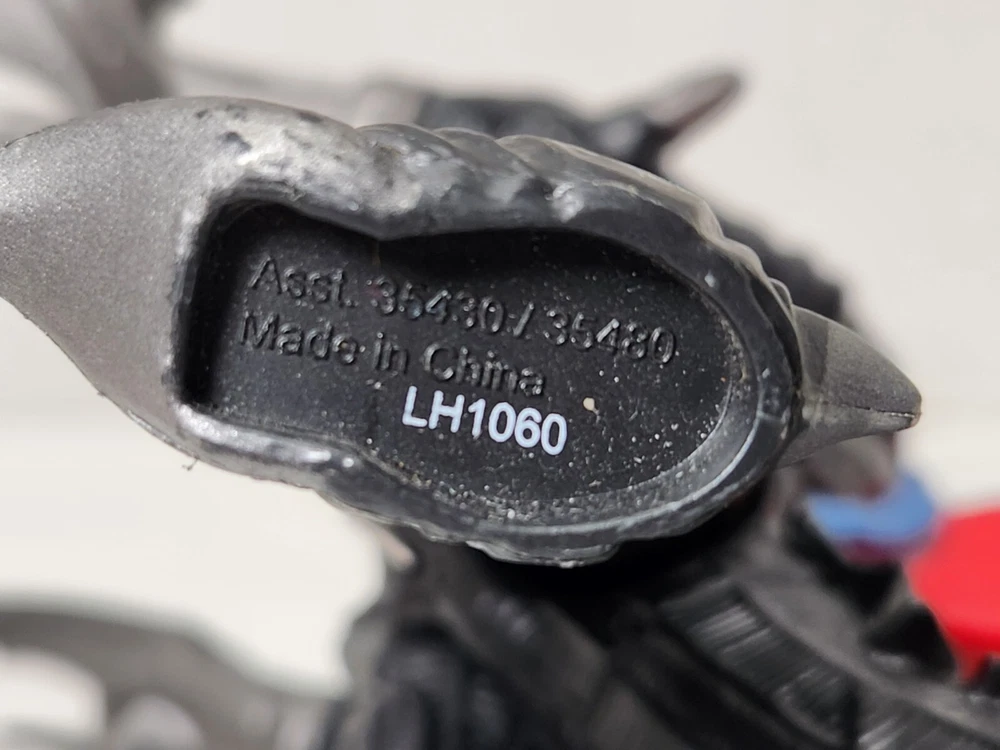 Asst. 35430 / 35480
Made in China
LH1060